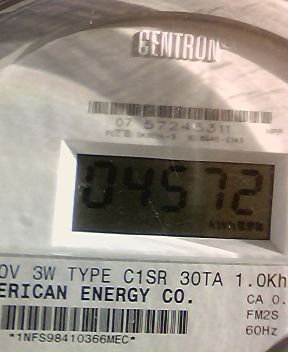 CENTRON
07 57245311
04572
0V 3W TYPE C1SR 30TA 1.0Kh
ERICAN ENERGY CO.
CA 0.
FM2S
60Hz
*1NFS98410366MEC*